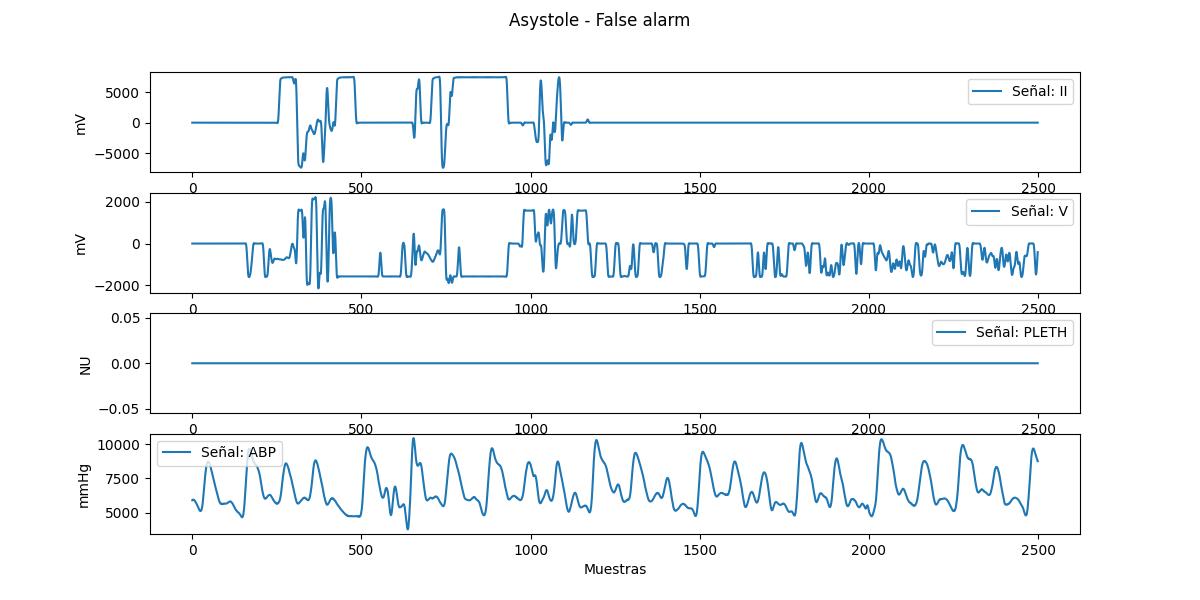 Asystole - False alarm
5000
0
−5000
mV
Señal: II
0 500 1000 1500 2000 2500
2000
0
−2000
mV
Señal: V
0 500 1000 1500 2000 2500
0.05
0.00
−0.05
NU
Señal: PLETH
0 500 1000 1500 2000 2500
10000
7500
5000
mmHg
Señal: ABP
0 500 1000 1500 2000 2500
Muestras